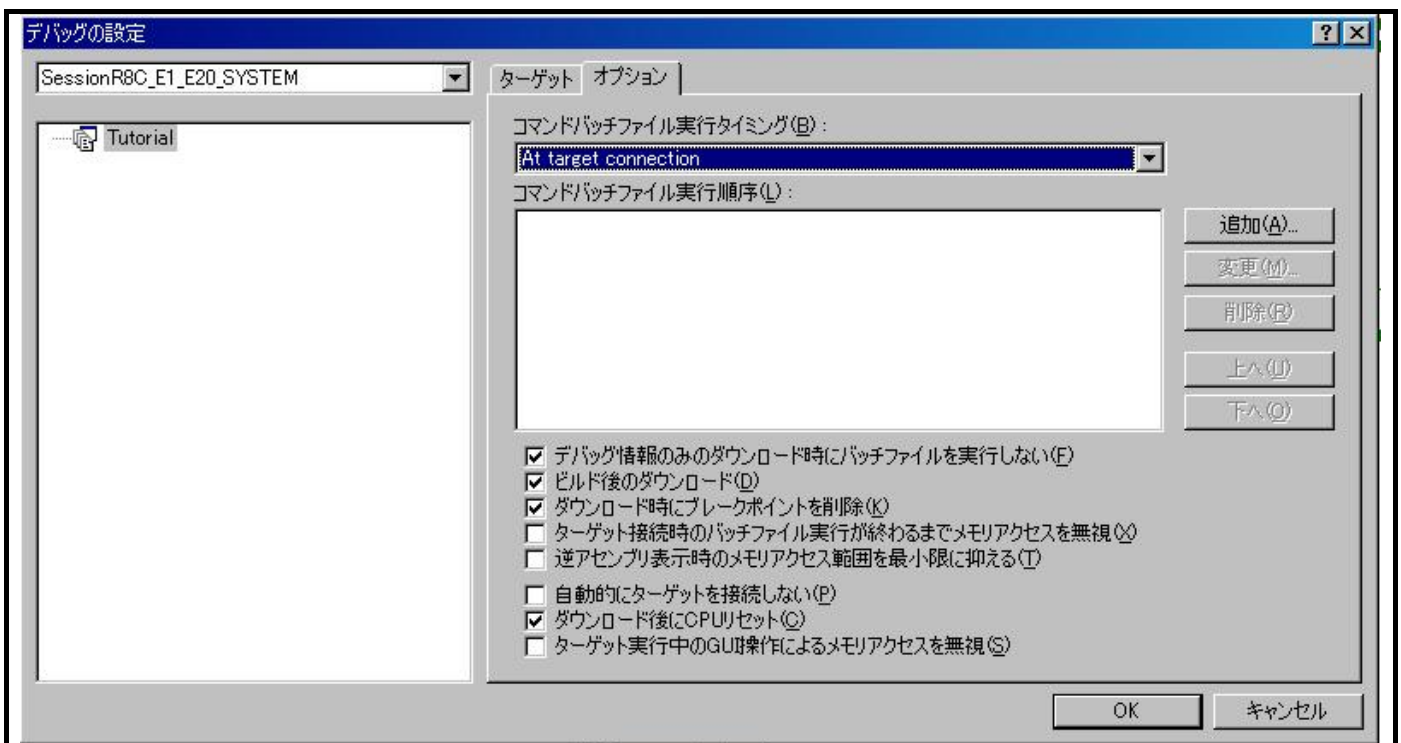 デバッグの設定
SessionR8C_E1_E20_SYSTEM
Tutorial
ターゲット
オプション
コマンドバッチファイル実行タイミング(B) :
At target connection
コマンドバッチファイル実行順序(L) :
追加(A)...
変更(M)...
削除(R)
上へ(U)
下へ(O)
デバッグ情報のみのダウンロード時にバッチファイルを実行しない(F)
ビルド後のダウンロード(D)
ダウンロード時にブレークポイントを削除(K)
ターゲット接続時のバッチファイル実行が終わるまでメモリアクセスを無視(X)
逆アセンブリ表示時のメモリアクセス範囲を最小限に抑える(T)
自動的にターゲットを接続しない(P)
ダウンロード後にCPUリセット(C)
ターゲット実行中のGUI操作によるメモリアクセスを無視(S)
OK
キャンセル